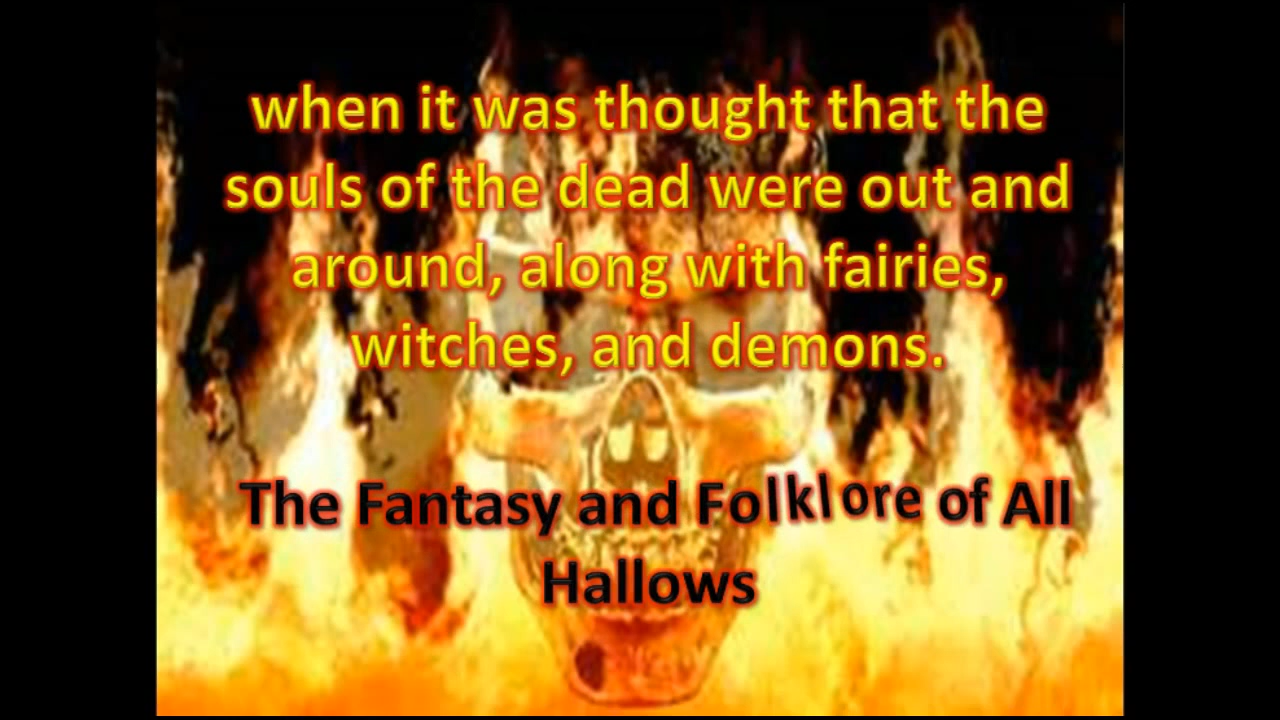 when it was thought that the
souls of the dead were out and
around, along with fairies,
witches, and demons.
The Fantasy and Folklore of All
Hallows